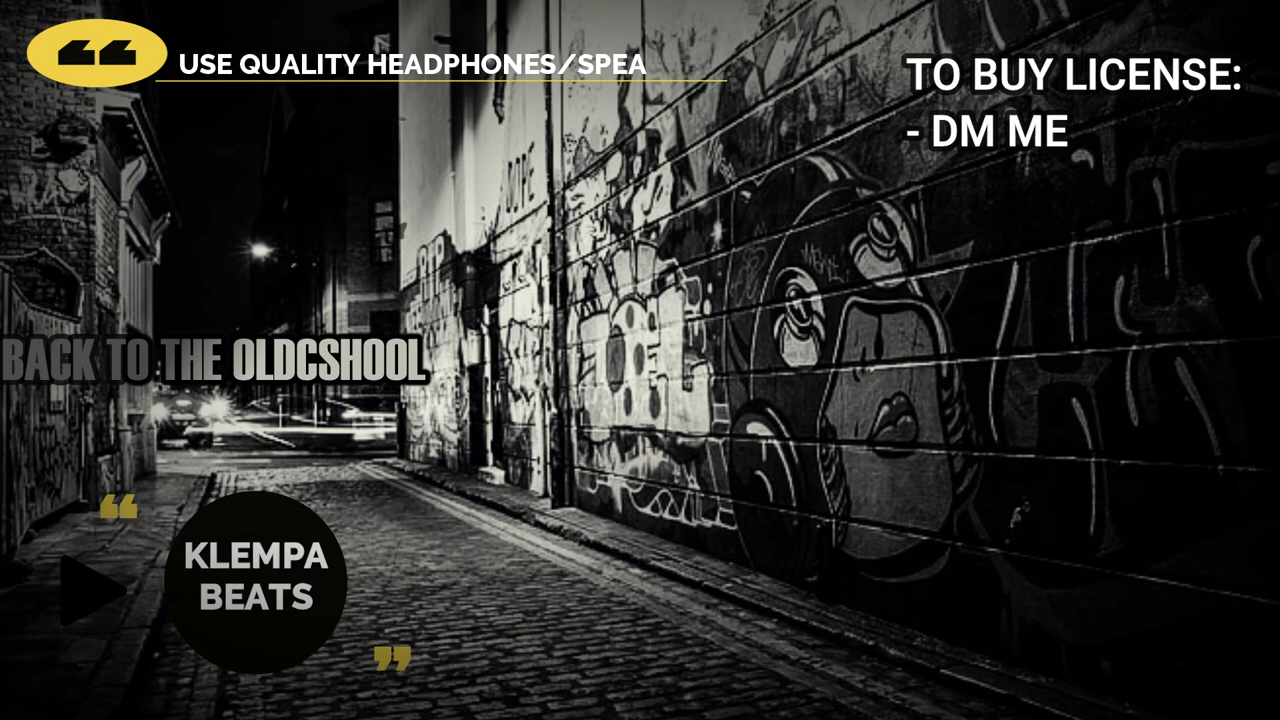 USE QUALITY HEADPHONES/SPEA
TO BUY LICENSE:
- DM ME
BACK TO THE OLDCSHOOL
KLEMPA
BEATS